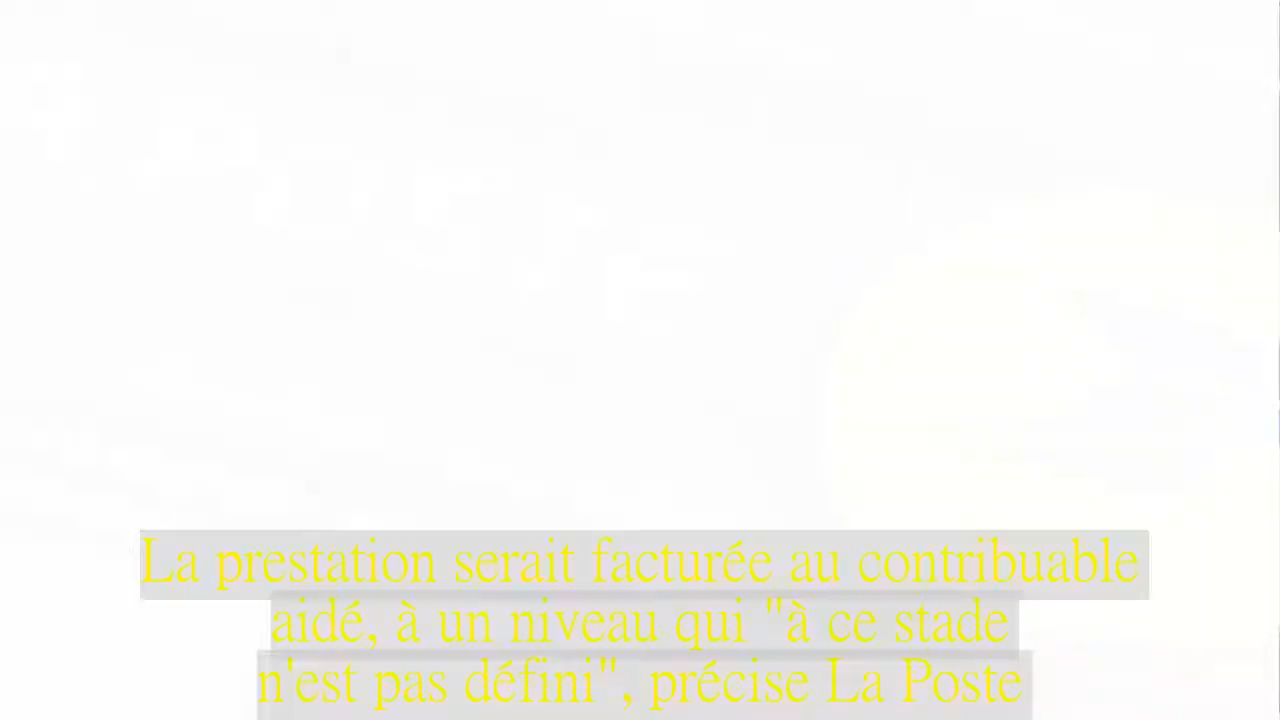 La prestation serait facturée au contribuable
aidé, à un niveau qui "à ce stade
n'est pas défini", précise La Poste